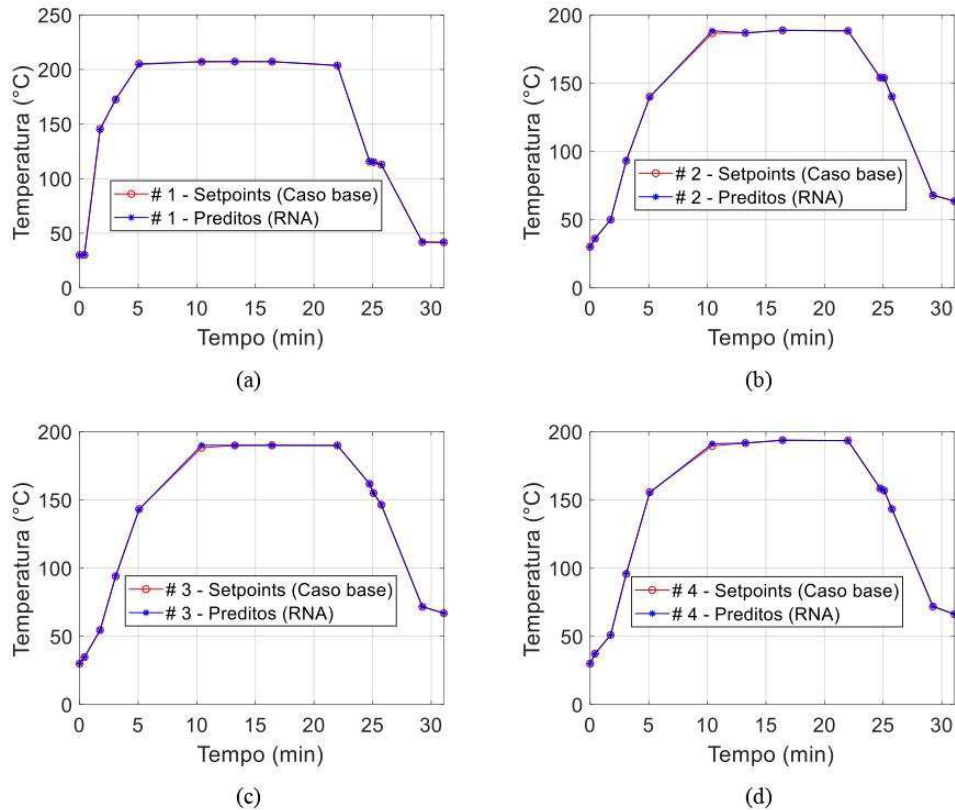 250
200
150
100
50
0
Temperatura (°C)
# 1 - Setpoints (Caso base)
# 1 - Preditos (RNA)
0 5 10 15 20 25 30
Tempo (min)
(a)
200
150
100
50
0
Temperatura (°C)
# 2 - Setpoints (Caso base)
# 2 - Preditos (RNA)
0 5 10 15 20 25 30
Tempo (min)
(b)
200
150
100
50
0
Temperatura (°C)
# 3 - Setpoints (Caso base)
# 3 - Preditos (RNA)
0 5 10 15 20 25 30
Tempo (min)
(c)
200
150
100
50
0
Temperatura (°C)
# 4 - Setpoints (Caso base)
# 4 - Preditos (RNA)
0 5 10 15 20 25 30
Tempo (min)
(d)